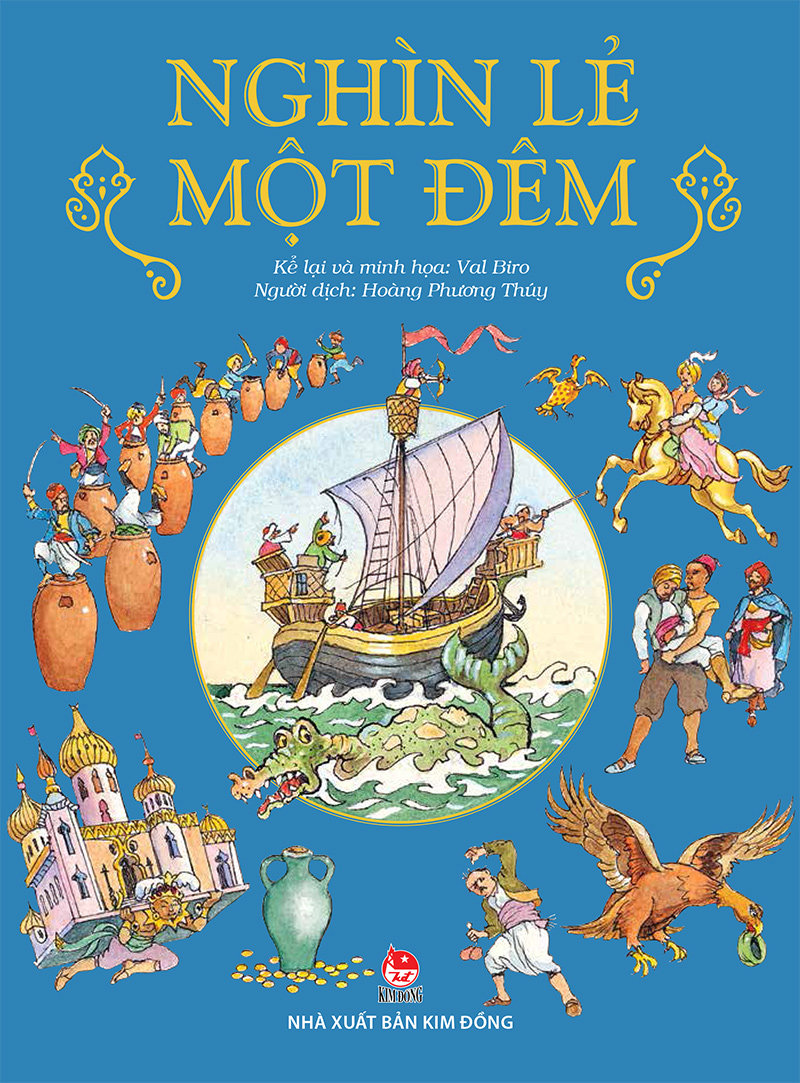 NGHÌN LẺ
MỘT ĐÊM
Kể lại và minh họa: Val Biro
Người dịch: Hoàng Phương Thúy
KIM ĐỒNG
NHÀ XUẤT BẢN KIM ĐỒNG